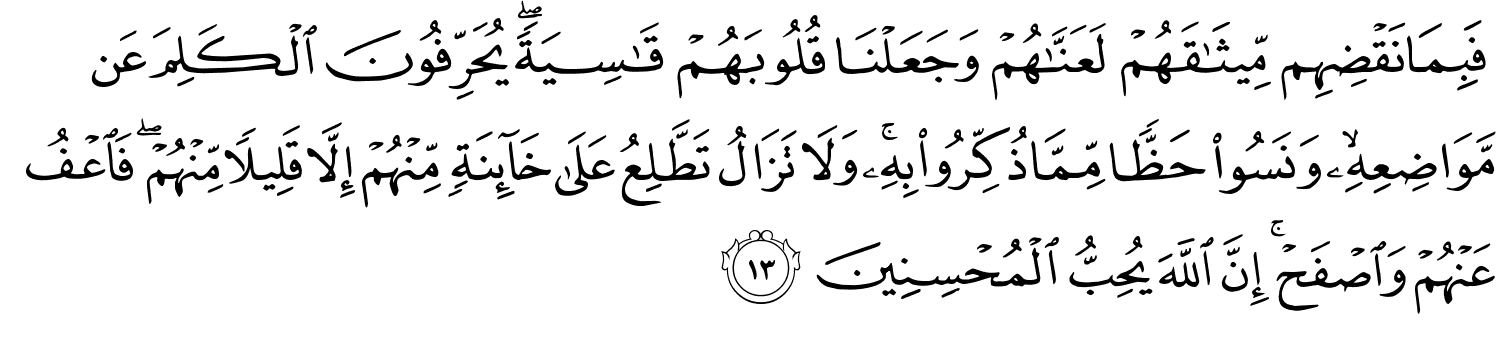 فَبِمَا نَقْضِهِم مِّيثَـٰقَهُمْ لَعَنَّـٰهُمْ وَجَعَلْنَا قُلُوبَهُمْ قَـٰسِيَةً ۖ يُحَرِّفُونَ ٱلْكَلِمَ عَن
مَّوَاضِعِهِۦ ۙ وَنَسُوا۟ حَظًّا مِّمَّا ذُكِّرُوا۟ بِهِۦ ۚ وَلَا تَزَالُ تَطَّلِعُ عَلَىٰ خَآئِنَةٍ مِّنْهُمْ إِلَّا قَلِيلًا مِّنْهُمْ ۖ فَٱعْفُ
عَنْهُمْ وَٱصْفَحْ ۚ إِنَّ ٱللَّهَ يُحِبُّ ٱلْمُحْسِنِينَ ١٣